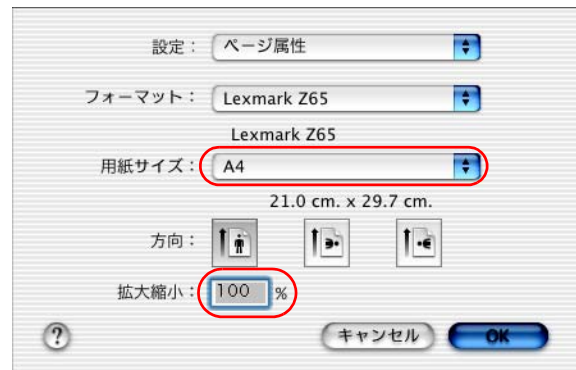 設定： ページ属性
フォーマット： Lexmark Z65
Lexmark Z65
用紙サイズ： A4
21.0 cm. x 29.7 cm.
方向：
拡大縮小： 100 %
? キャンセル OK